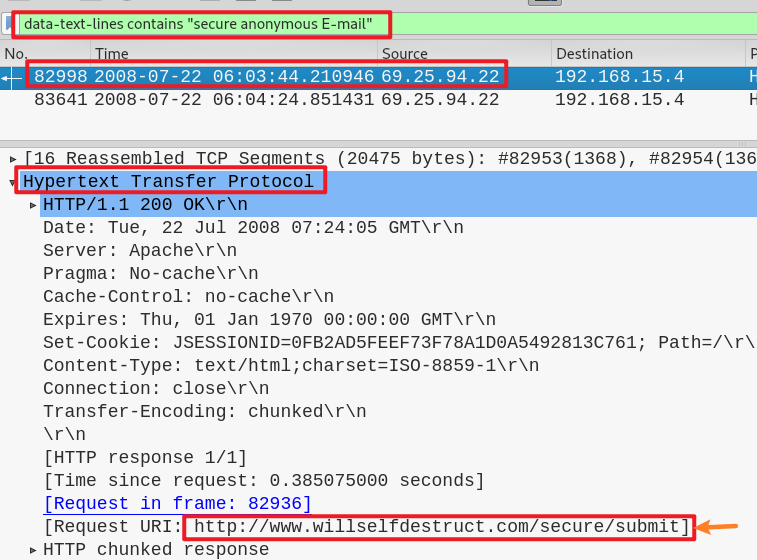 data-text-lines contains "secure anonymous E-mail"
No. Time Source Destination P
82998 2008-07-22 06:03:44.210946 69.25.94.22 192.168.15.4 H
83641 2008-07-22 06:04:24.851431 69.25.94.22 192.168.15.4 H
[16 Reassembled TCP Segments (20475 bytes): #82953(1368), #82954(136
Hypertext Transfer Protocol
HTTP/1.1 200 OK\r\n
Date: Tue, 22 Jul 2008 07:24:05 GMT\r\n
Server: Apache\r\n
Pragma: No-cache\r\n
Cache-Control: no-cache\r\n
Expires: Thu, 01 Jan 1970 00:00:00 GMT\r\n
Set-Cookie: JSESSIONID=0FB2AD5FEEF73F78A1D0A5492813C761; Path=/\r\
Content-Type: text/html;charset=ISO-8859-1\r\n
Connection: close\r\n
Transfer-Encoding: chunked\r\n
\r\n
[HTTP response 1/1]
[Time since request: 0.385075000 seconds]
[Request in frame: 82936]
[Request URI: http://www.willselfdestruct.com/secure/submit]
HTTP chunked response